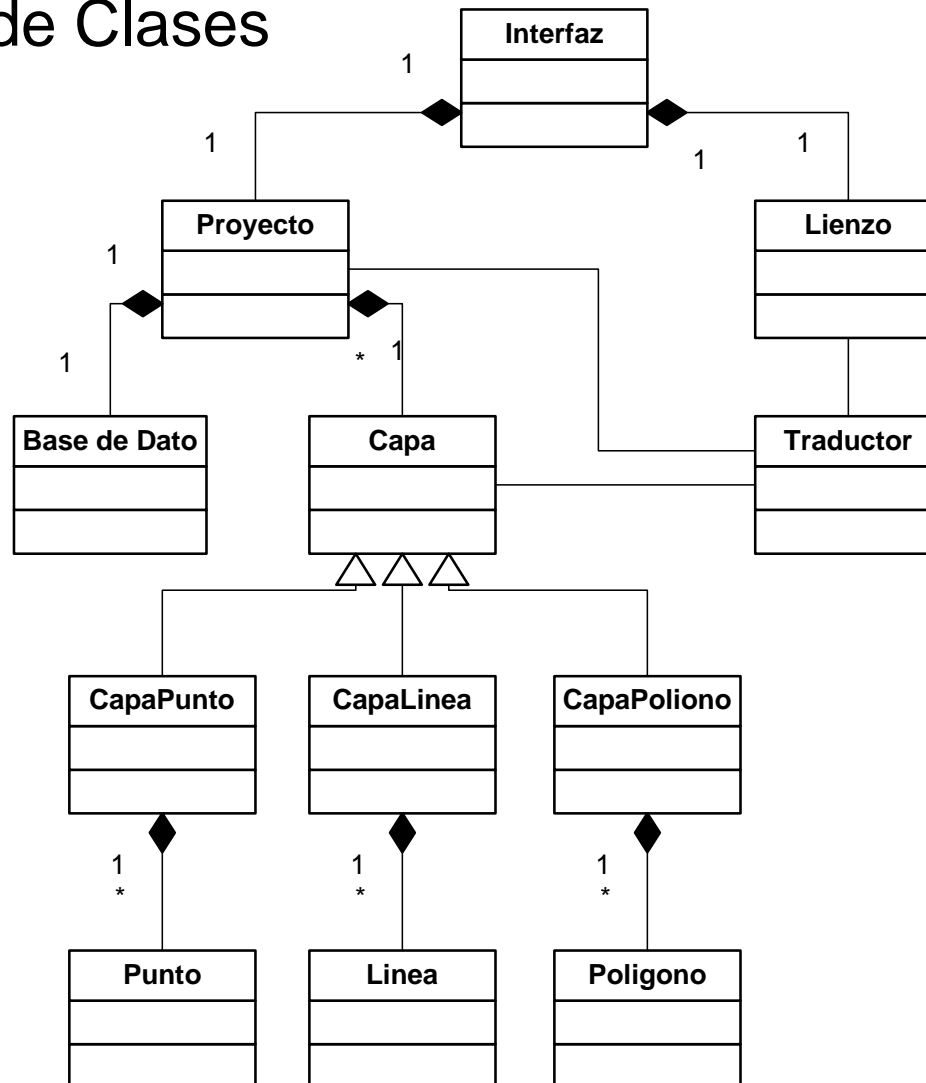 de Clases
Interfaz
1
1
1
1
Proyecto
Lienzo
1
1
* 1
Base de Dato
Capa
Traductor
CapaPunto
CapaLinea
CapaPoliono
1
*
1
*
1
*
Punto
Linea
Poligono